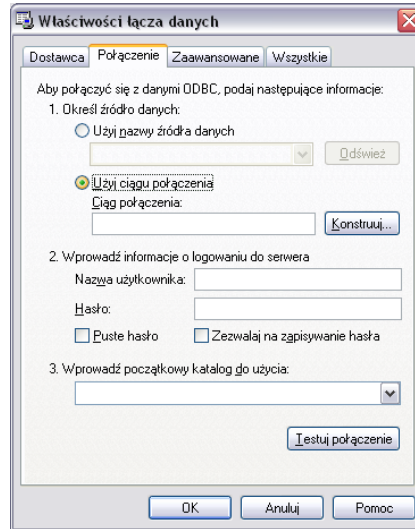 Właściwości łącza danych
Dostawca Połączenie Zaawansowane Wszystkie
Aby połączyć się z danymi ODBC, podaj następujące informacje:
1. Określ źródło danych:
Użyj nazwy źródła danych
Odśwież
Użyj ciągu połączenia
Ciąg połączenia:
Konstruuj...
2. Wprowadź informacje o logowaniu do serwera
Nazwa użytkownika:
Hasło:
Puste hasło Zezwalaj na zapisywanie hasła
3. Wprowadź początkowy katalog do użycia:
Testuj połączenie
OK Anuluj Pomoc